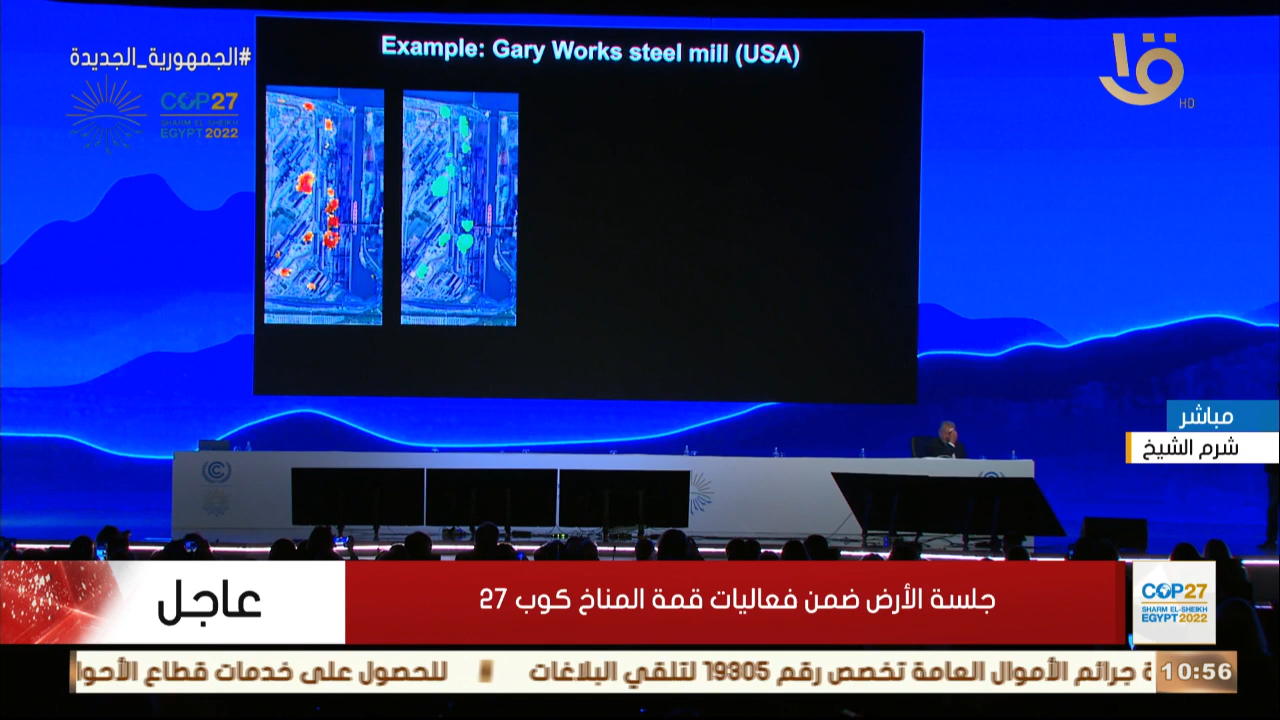 Example: Gary Works steel mill (USA)
#الجمهورية_الجديدة
COP27
SHARM EL-SHEIKH
EGYPT 2022
HD
مباشر
شرم الشيخ
عاجل
جلسة الأرض ضمن فعاليات قمة المناخ كوب 27
COP27
SHARM EL-SHEIKH
EGYPT 2022
جرائم الأموال العامة تخصص رقم 19805 لتلقي البلاغات
للحصول على خدمات قطاع
10:56